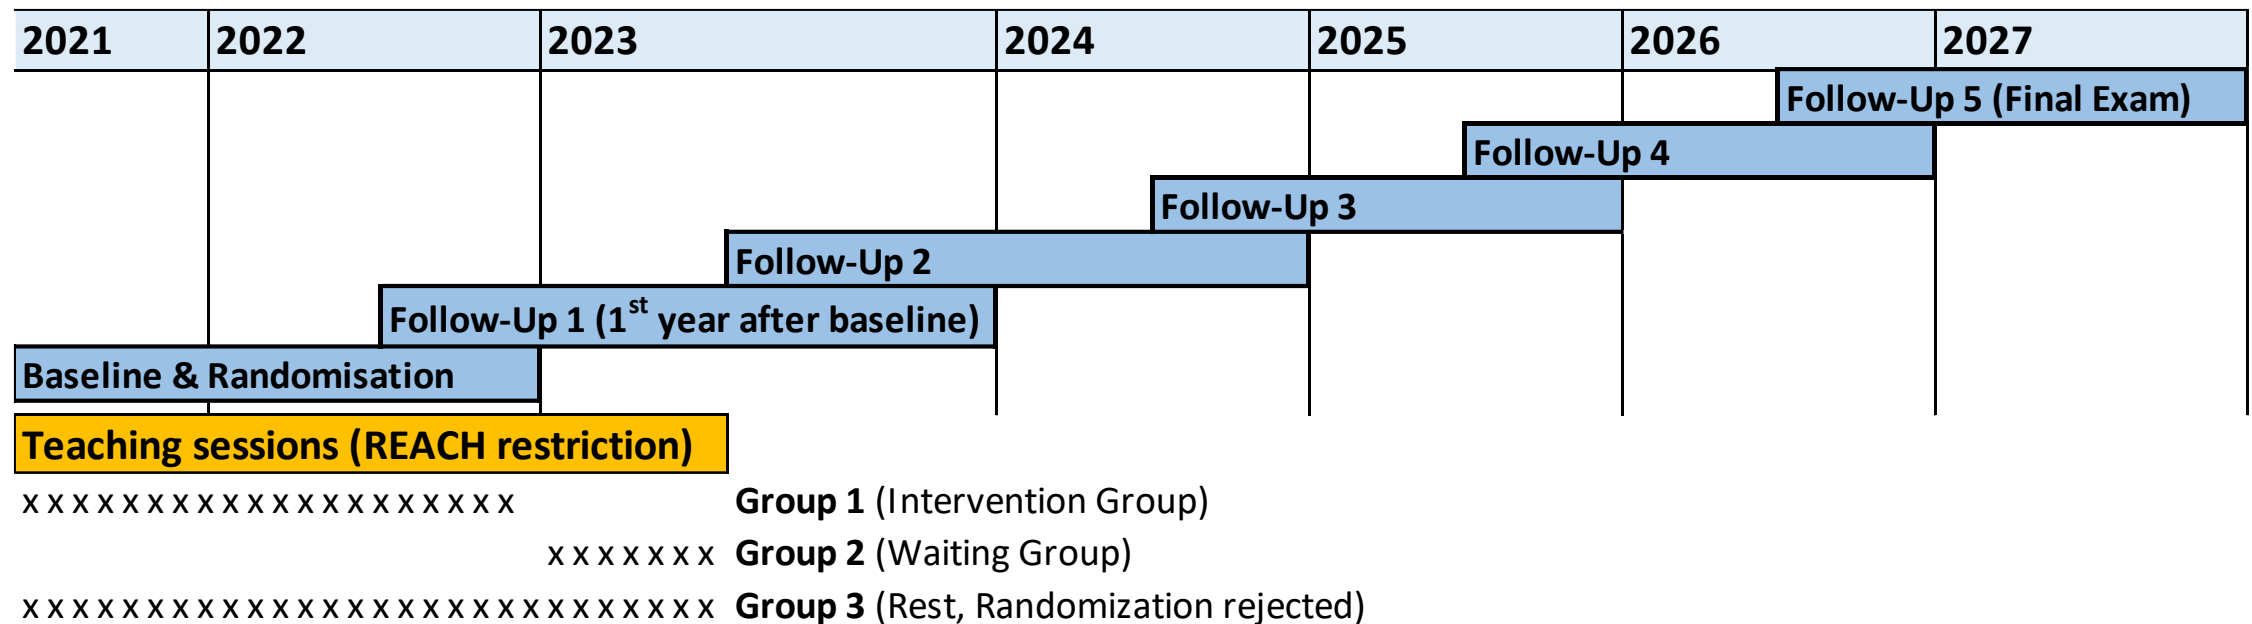 2021 2022 2023 2024 2025 2026 2027
Follow-Up 5 (Final Exam)
Follow-Up 4
Follow-Up 3
Follow-Up 2
Follow-Up 1 (1st year after baseline)
Baseline & Randomisation
Teaching sessions (REACH restriction)
x x x x x x x x x x x x x x x x x x x x Group 1 (Intervention Group)
x x x x x x x Group 2 (Waiting Group)
x x x x x x x x x x x x x x x x x x x x x x x x x x x x Group 3 (Rest, Randomization rejected)